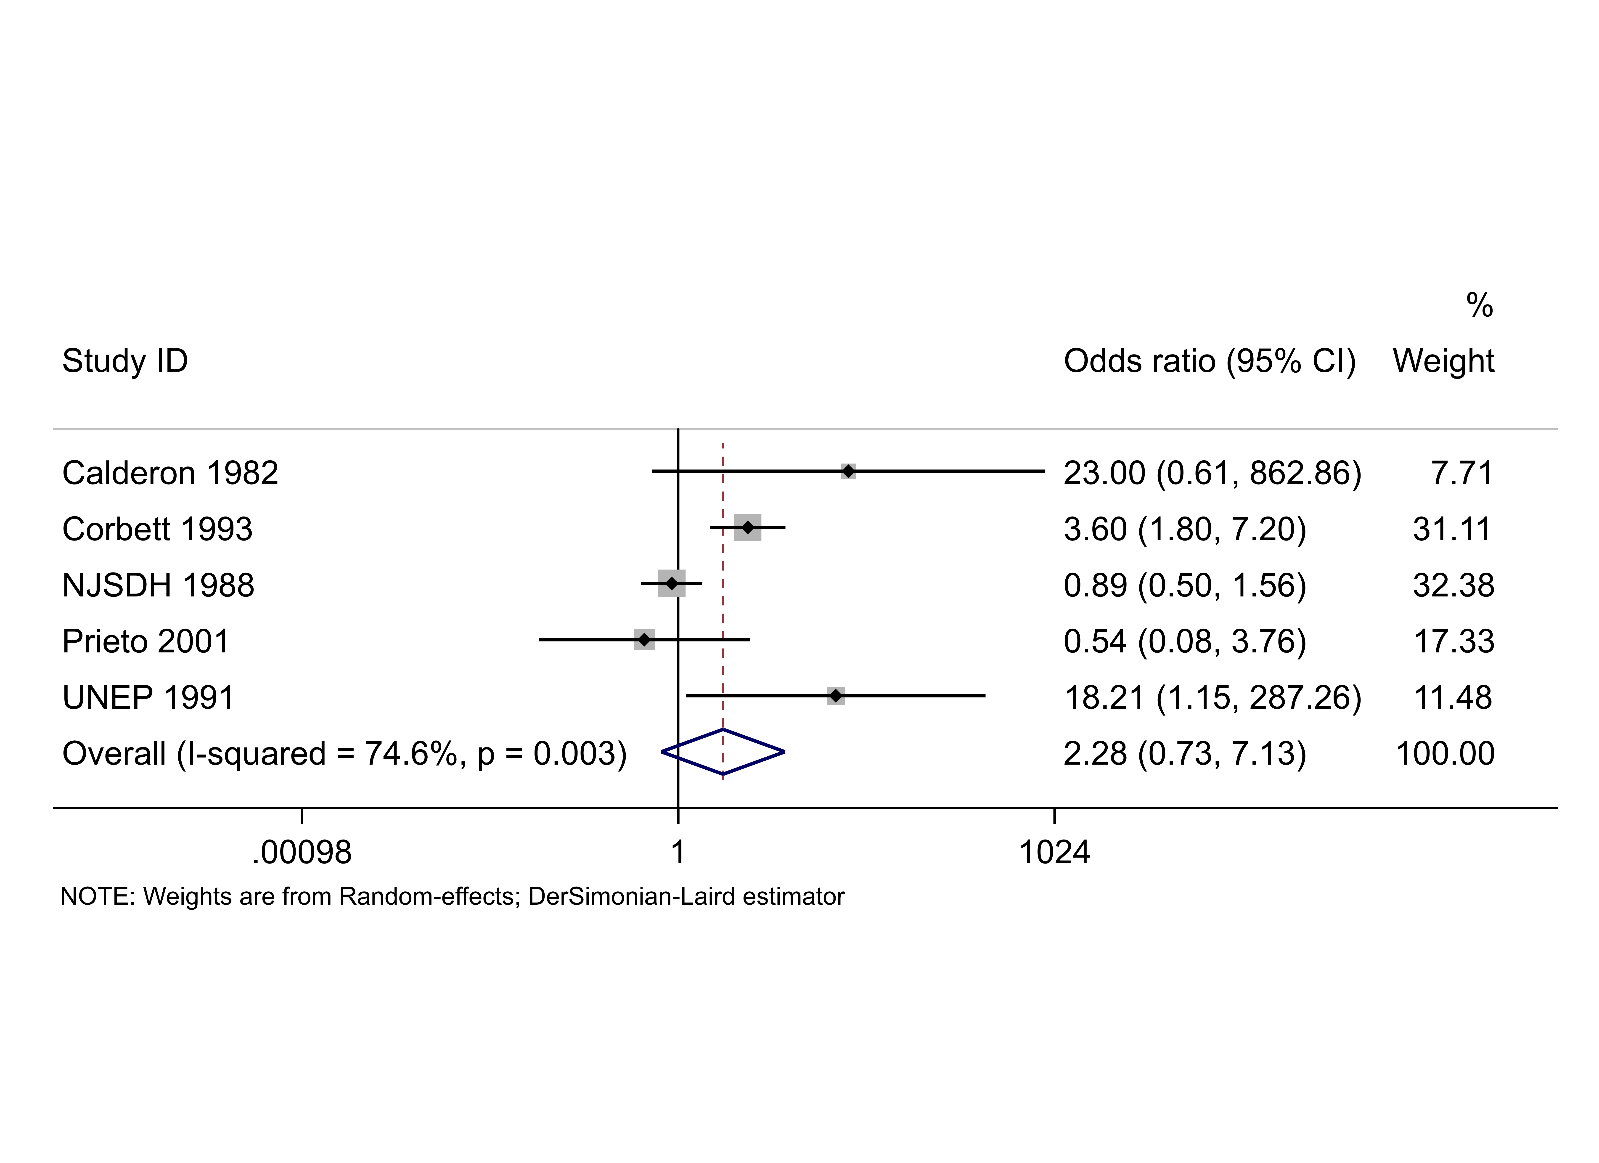 %
Study ID Odds ratio (95% CI) Weight
Calderon 1982 23.00 (0.61, 862.86) 7.71
Corbett 1993 3.60 (1.80, 7.20) 31.11
NJSDH 1988 0.89 (0.50, 1.56) 32.38
Prieto 2001 0.54 (0.08, 3.76) 17.33
UNEP 1991 18.21 (1.15, 287.26) 11.48
Overall (I-squared = 74.6%, p = 0.003) 2.28 (0.73, 7.13) 100.00
.00098 1 1024
NOTE: Weights are from Random-effects; DerSimonian-Laird estimator